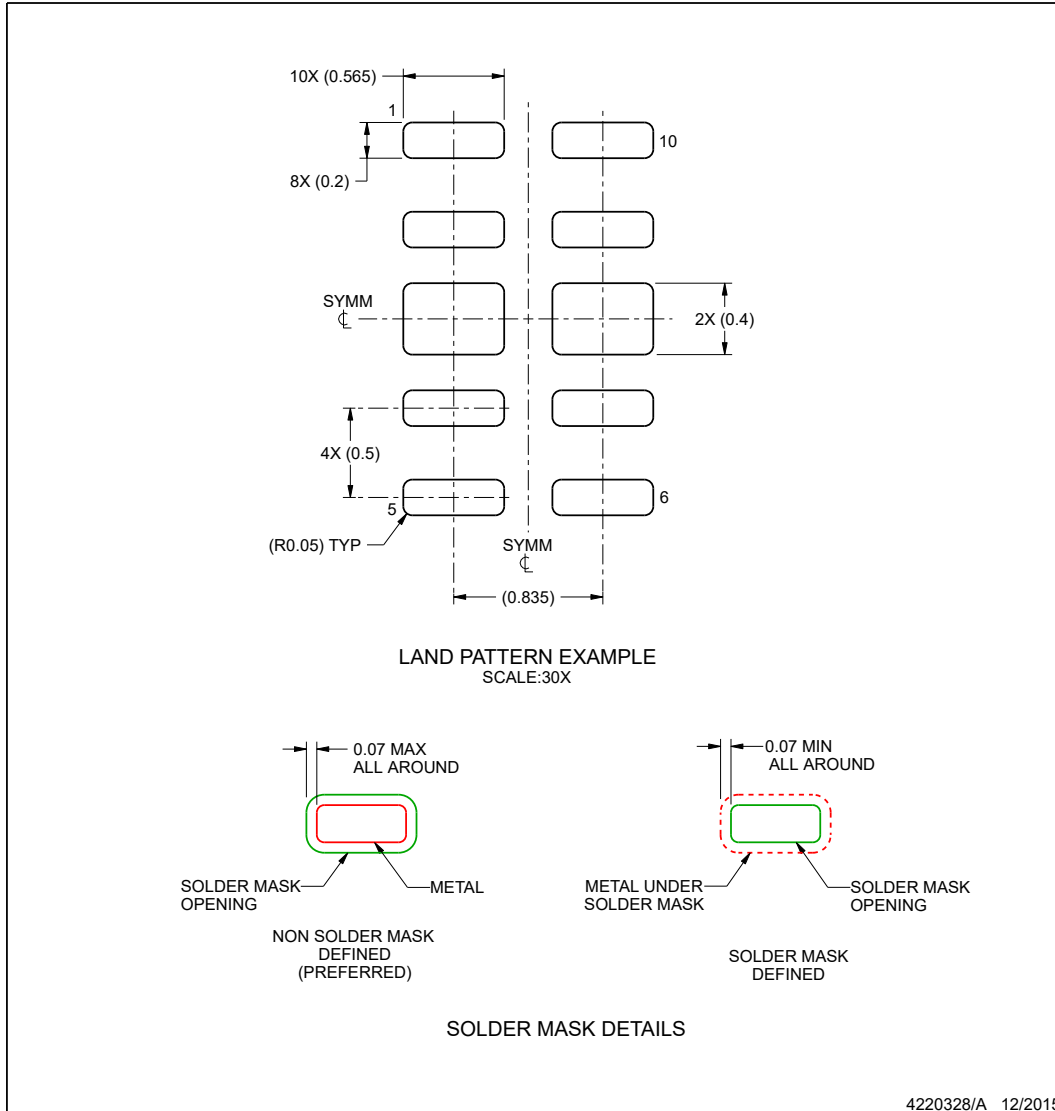 10X (0.565)
1
10
8X (0.2)
SYMM
2X (0.4)
4X (0.5)
5
6
(R0.05) TYP
SYMM
(0.835)
LAND PATTERN EXAMPLE
SCALE:30X
0.07 MAX
ALL AROUND
SOLDER MASK
OPENING
METAL
NON SOLDER MASK
DEFINED
(PREFERRED)
0.07 MIN
ALL AROUND
METAL UNDER
SOLDER MASK
SOLDER MASK
OPENING
SOLDER MASK
DEFINED
SOLDER MASK DETAILS
4220328/A 12/2015